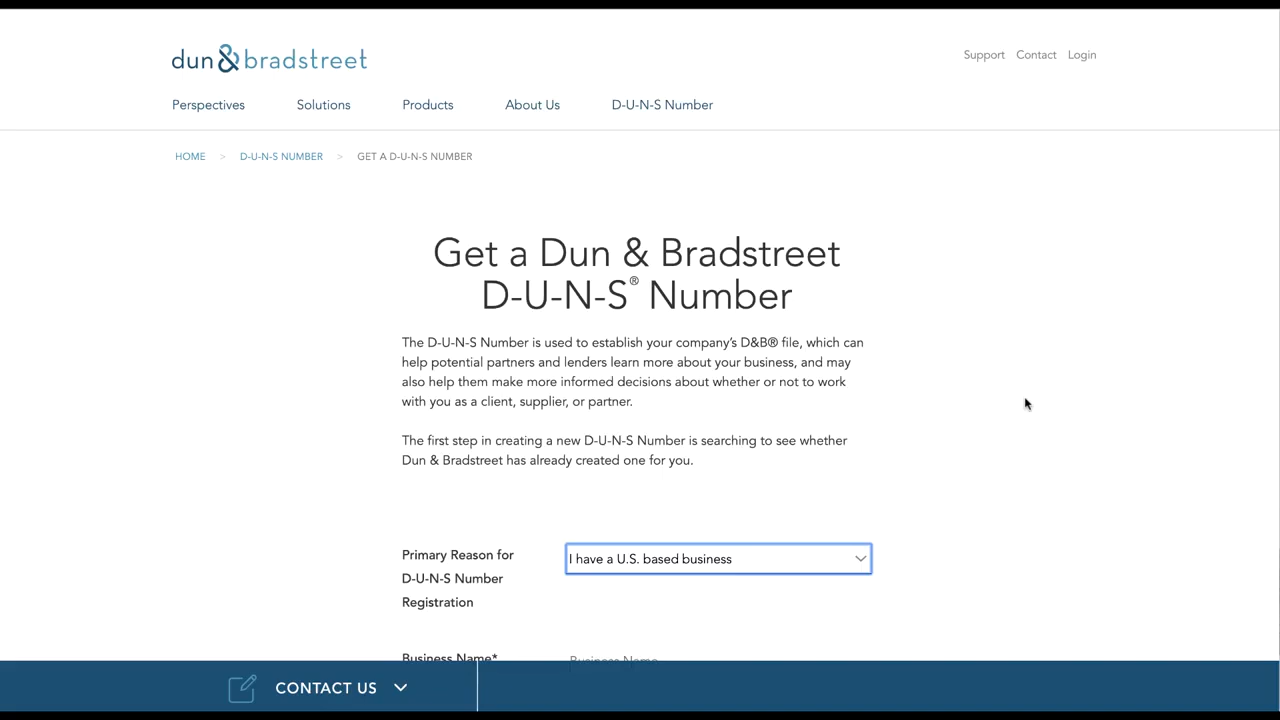 dun & bradstreet
Support Contact Login
Perspectives Solutions Products About Us D-U-N-S Number
HOME > D-U-N-S NUMBER > GET A D-U-N-S NUMBER
Get a Dun & Bradstreet
D-U-N-S® Number
The D-U-N-S Number is used to establish your company's D&B® file, which can
help potential partners and lenders learn more about your business, and may
also help them make more informed decisions about whether or not to work
with you as a client, supplier, or partner.
The first step in creating a new D-U-N-S Number is searching to see whether
Dun & Bradstreet has already created one for you.
Primary Reason for
D-U-N-S Number
Registration
I have a U.S. based business
Business Name* Business Name
CONTACT US